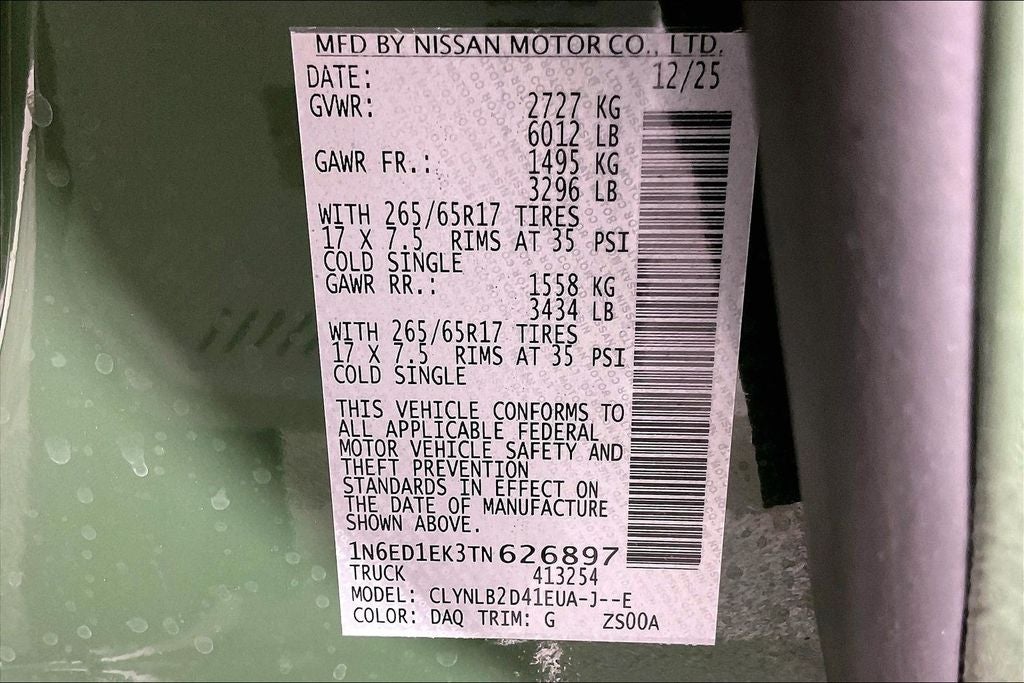 MFD BY NISSAN MOTOR CO., LTD.
DATE: 12/25
GVWR: 2727 KG
6012 LB
GAWR FR.: 1495 KG
3296 LB
WITH 265/65R17 TIRES
17 X 7.5 RIMS AT 35 PSI
COLD SINGLE
GAWR RR.: 1558 KG
3434 LB
WITH 265/65R17 TIRES
17 X 7.5 RIMS AT 35 PSI
COLD SINGLE
THIS VEHICLE CONFORMS TO
ALL APPLICABLE FEDERAL
MOTOR VEHICLE SAFETY AND
THEFT PREVENTION
STANDARDS IN EFFECT ON
THE DATE OF MANUFACTURE
SHOWN ABOVE.
1N6ED1EK3TN626897
TRUCK 413254
MODEL: CLYNLB2D41EUA-J--E
COLOR: DAQ TRIM: G ZS00A